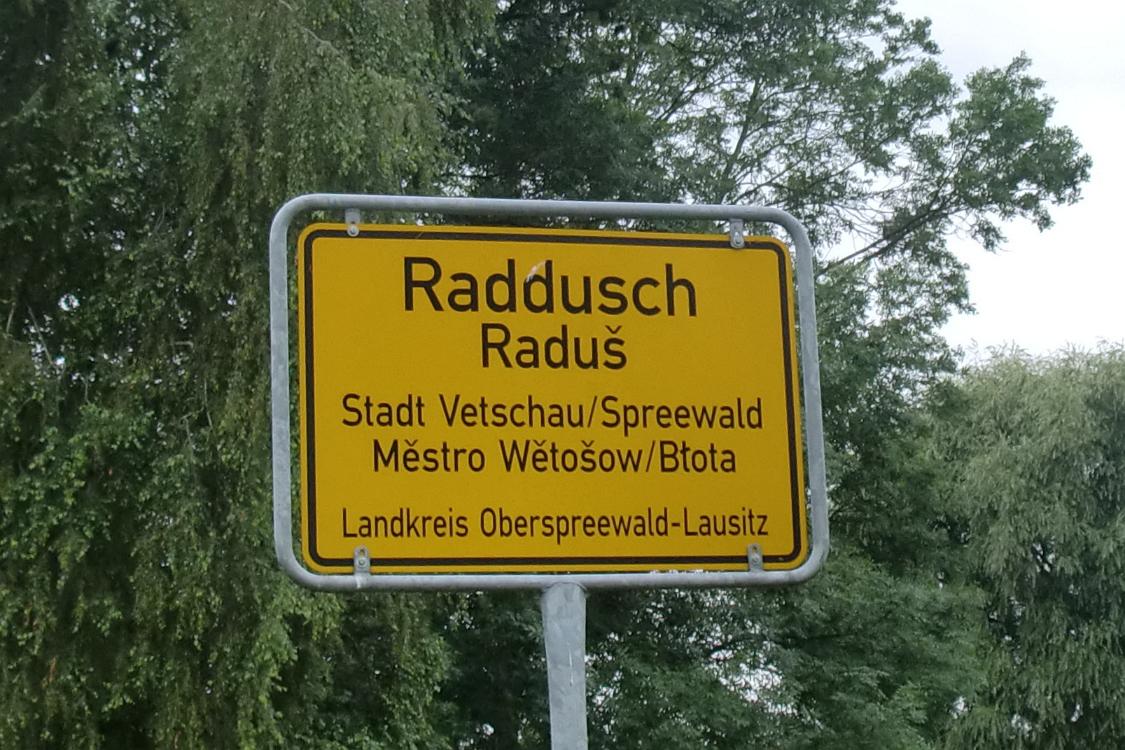 Raddusch
Raduš
Stadt Vetschau/Spreewald
Město Wětošow/Błota
Landkreis Oberspreewald-Lausitz